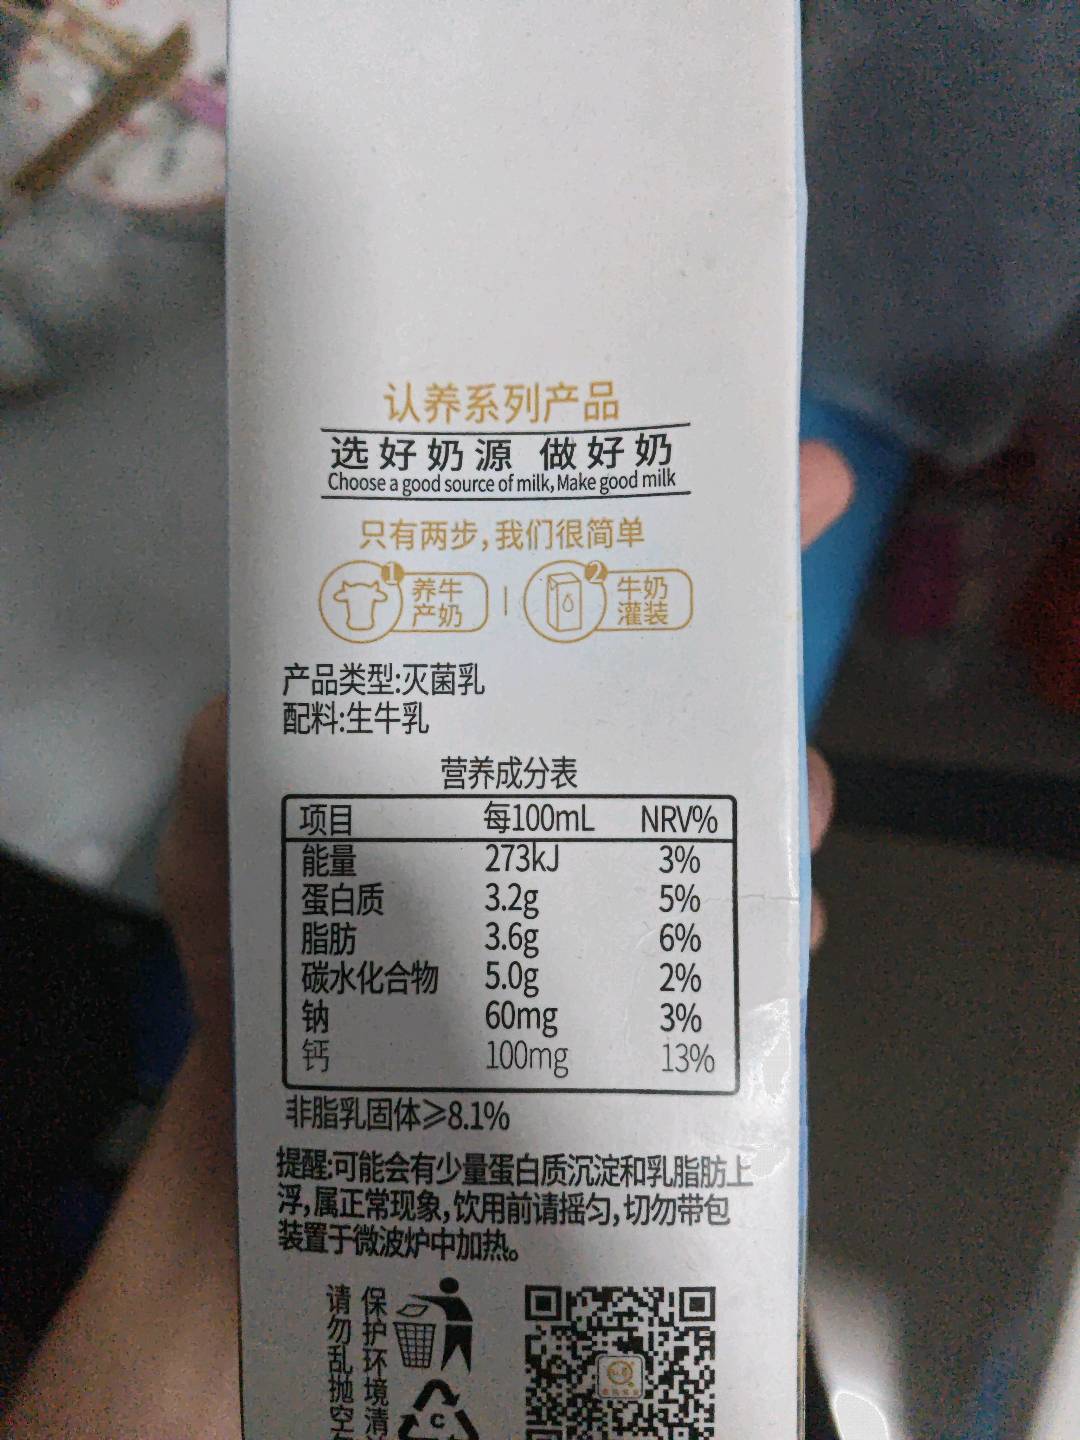 认养系列产品
选好奶源 做好奶
Choose a good source of milk, Make good milk
只有两步,我们很简单
1 养牛产奶 | 2 牛奶灌装
产品类型:灭菌乳
配料:生牛乳
营养成分表
项目 每100mL NRV%
能量 273kJ 3%
蛋白质 3.2g 5%
脂肪 3.6g 6%
碳水化合物 5.0g 2%
钠 60mg 3%
钙 100mg 13%
非脂乳固体≥8.1%
提醒:可能会有少量蛋白质沉淀和乳脂肪上
浮,属正常现象,饮用前请摇匀,切勿带包
装置于微波炉中加热。
保护环境清
请勿乱抛空
C